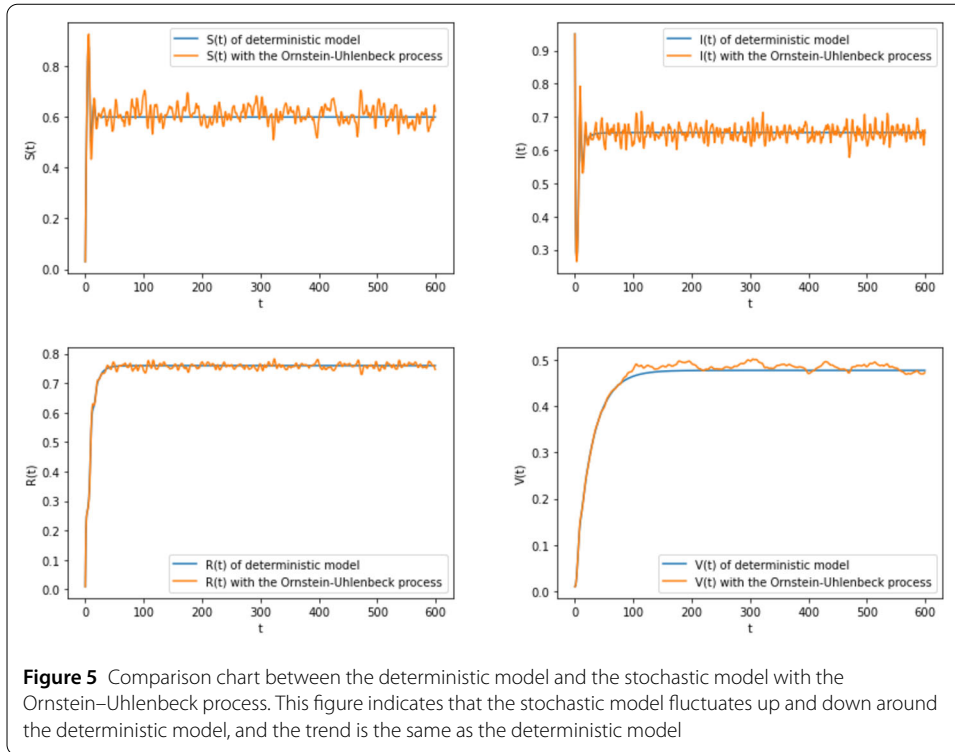 S(t) of deterministic model
S(t) with the Ornstein-Uhlenbeck process
0.8
0.6
0.4
0.2
0.0
S(t)
0 100 200 300 400 500 600
t
I(t) of deterministic model
I(t) with the Ornstein-Uhlenbeck process
0.9
0.8
0.7
0.6
0.5
0.4
0.3
I(t)
0 100 200 300 400 500 600
t
0.8
0.7
0.6
0.5
0.4
0.3
0.2
0.1
0.0
R(t)
R(t) of deterministic model
R(t) with the Ornstein-Uhlenbeck process
0 100 200 300 400 500 600
t
0.5
0.4
0.3
0.2
0.1
0.0
V(t)
V(t) of deterministic model
V(t) with the Ornstein-Uhlenbeck process
0 100 200 300 400 500 600
t
Figure 5 Comparison chart between the deterministic model and the stochastic model with the
Ornstein–Uhlenbeck process. This figure indicates that the stochastic model fluctuates up and down around
the deterministic model, and the trend is the same as the deterministic model